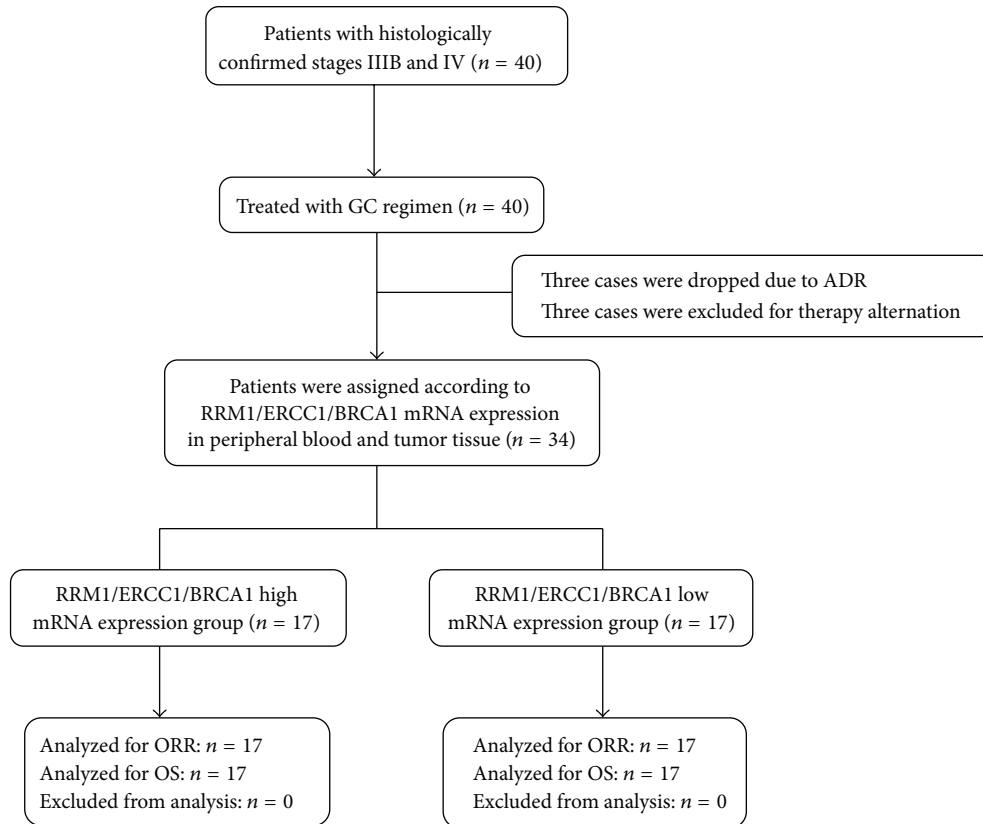 Patients with histologically
confirmed stages IIIB and IV (n = 40)
Treated with GC regimen (n = 40)
Three cases were dropped due to ADR
Three cases were excluded for therapy alternation
Patients were assigned according to
RRM1/ERCC1/BRCA1 mRNA expression
in peripheral blood and tumor tissue (n = 34)
RRM1/ERCC1/BRCA1 high
mRNA expression group (n = 17)
RRM1/ERCC1/BRCA1 low
mRNA expression group (n = 17)
Analyzed for ORR: n = 17
Analyzed for OS: n = 17
Excluded from analysis: n = 0
Analyzed for ORR: n = 17
Analyzed for OS: n = 17
Excluded from analysis: n = 0